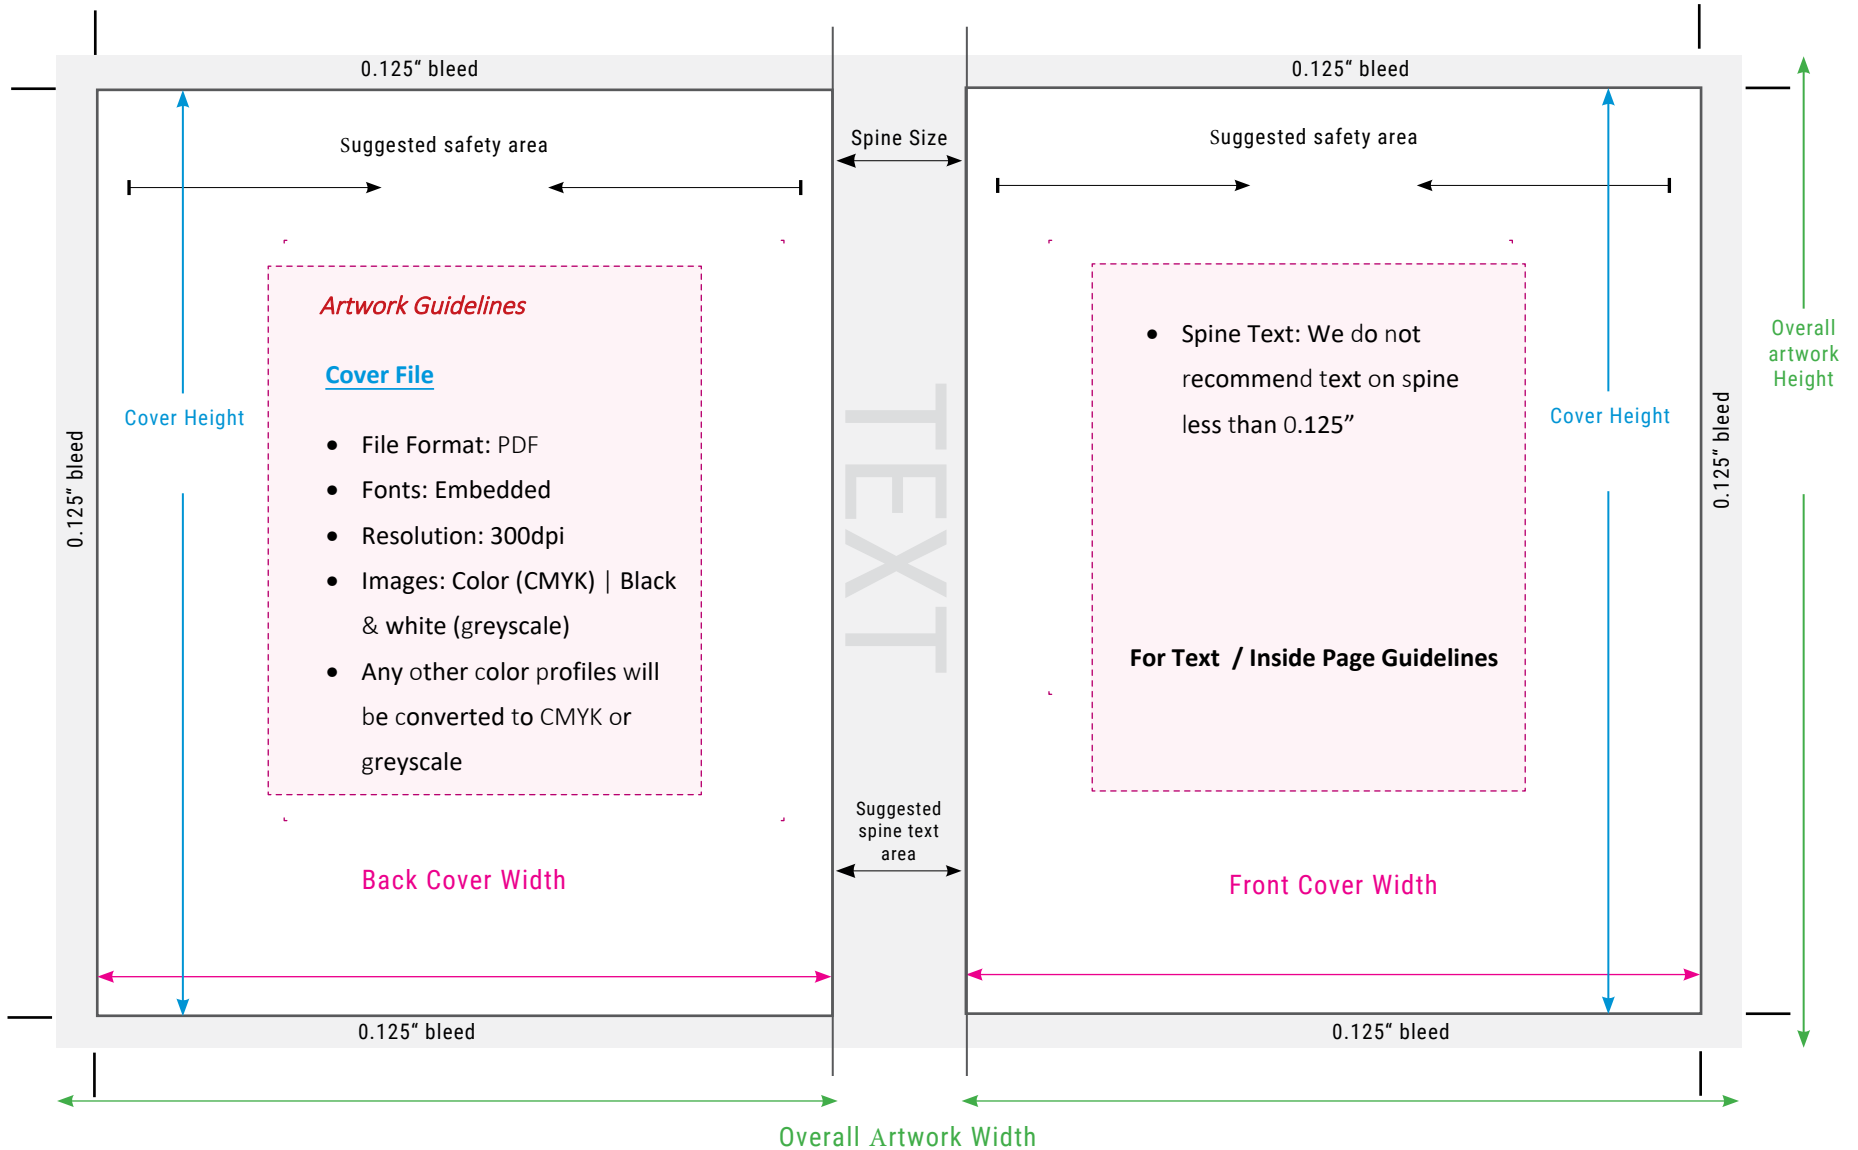 0.125“ bleed
0.125“ bleed
Suggested safety area
Spine Size
Suggested safety area
Artwork Guidelines
Cover File
• File Format: PDF
• Fonts: Embedded
• Resolution: 300dpi
• Images: Color (CMYK) | Black
& white (greyscale)
• Any other color profiles will
be converted to CMYK or
greyscale
Cover Height
0.125“ bleed
TEXT
• Spine Text: We do not
recommend text on spine
less than 0.125”
For Text / Inside Page Guidelines
Cover Height
0.125“ bleed
Overall
artwork
Height
Suggested
spine text
area
Back Cover Width
Front Cover Width
0.125“ bleed
0.125“ bleed
Overall Artwork Width